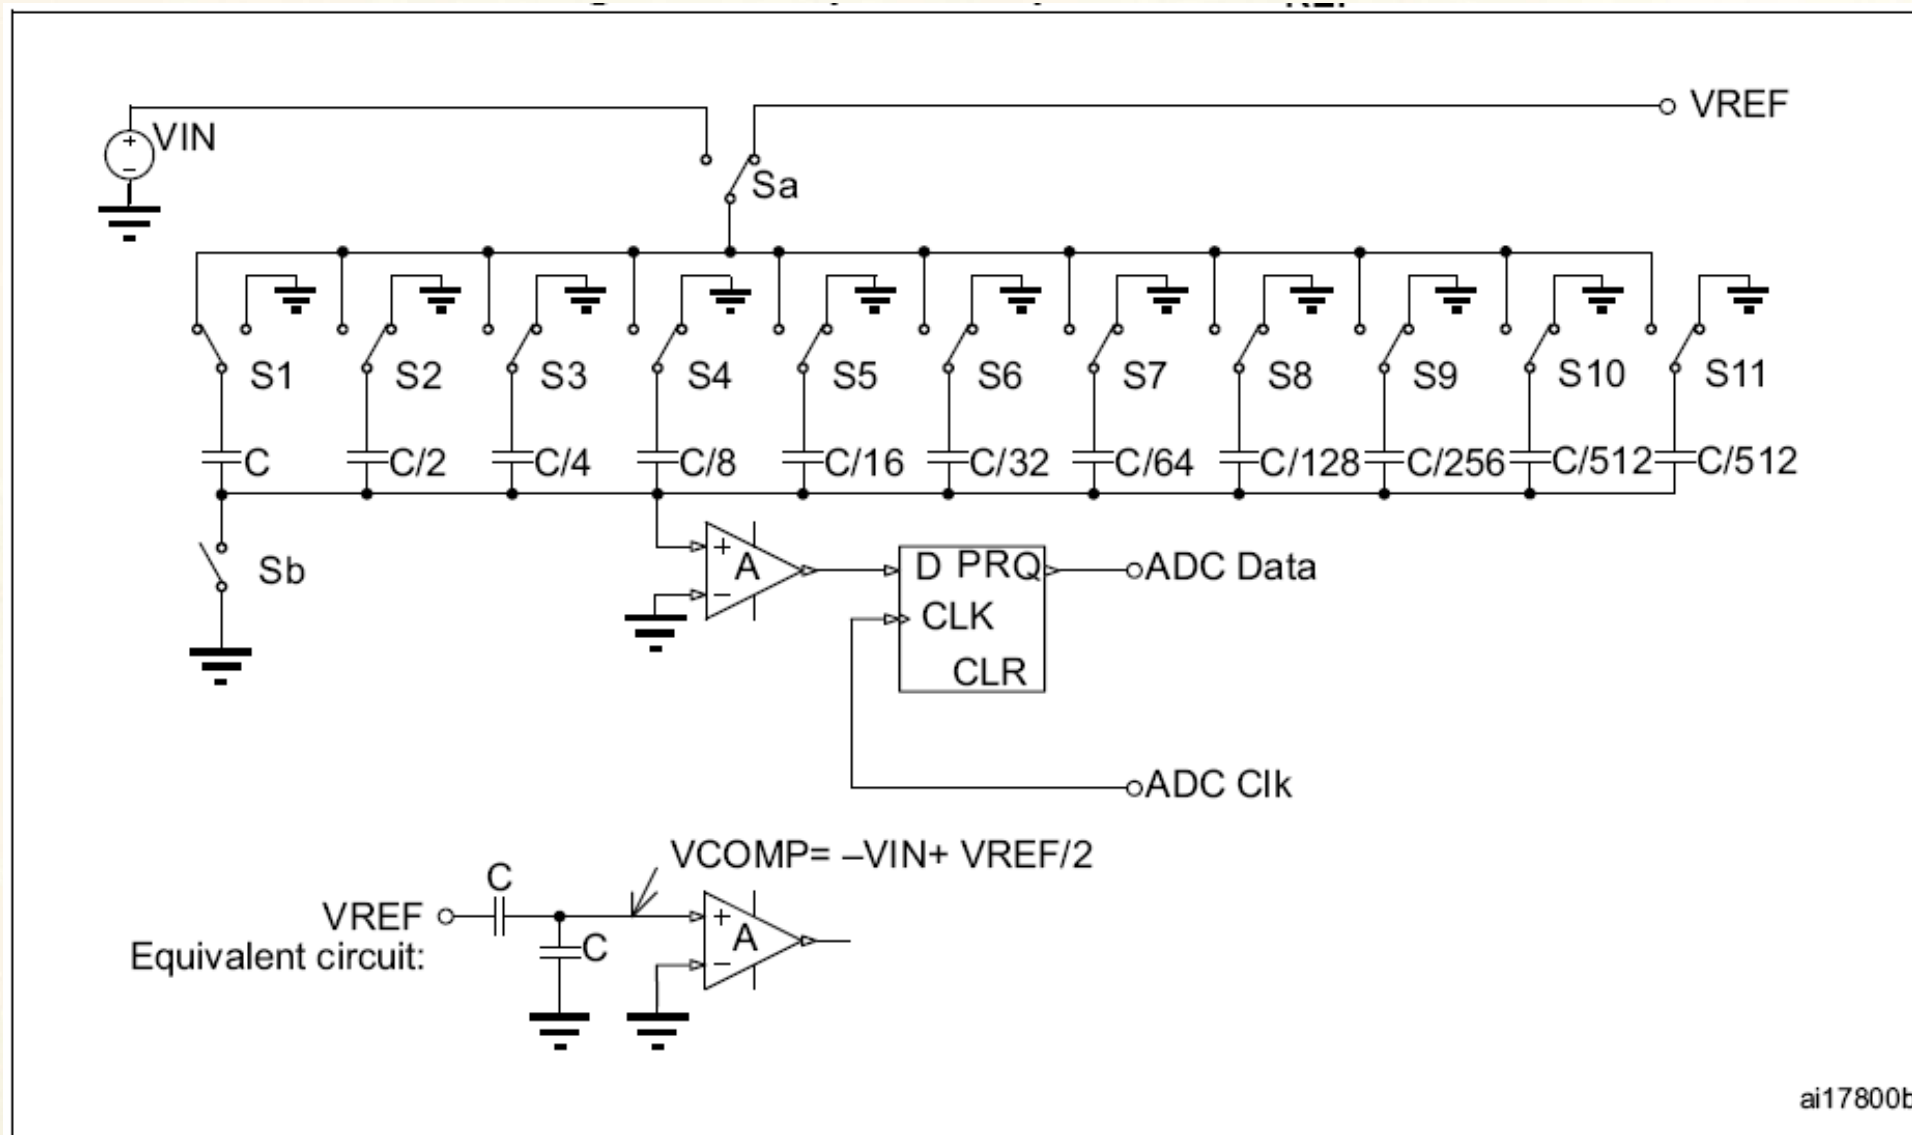 VIN
VREF
Sa
S1 S2 S3 S4 S5 S6 S7 S8 S9 S10 S11
C C/2 C/4 C/8 C/16 C/32 C/64 C/128 C/256 C/512 C/512
Sb
+
A
−
D PRQ
CLK
CLR
ADC Data
ADC Clk
VCOMP= –VIN+ VREF/2
C
VREF
C
+
A
−
Equivalent circuit:
ai17800b